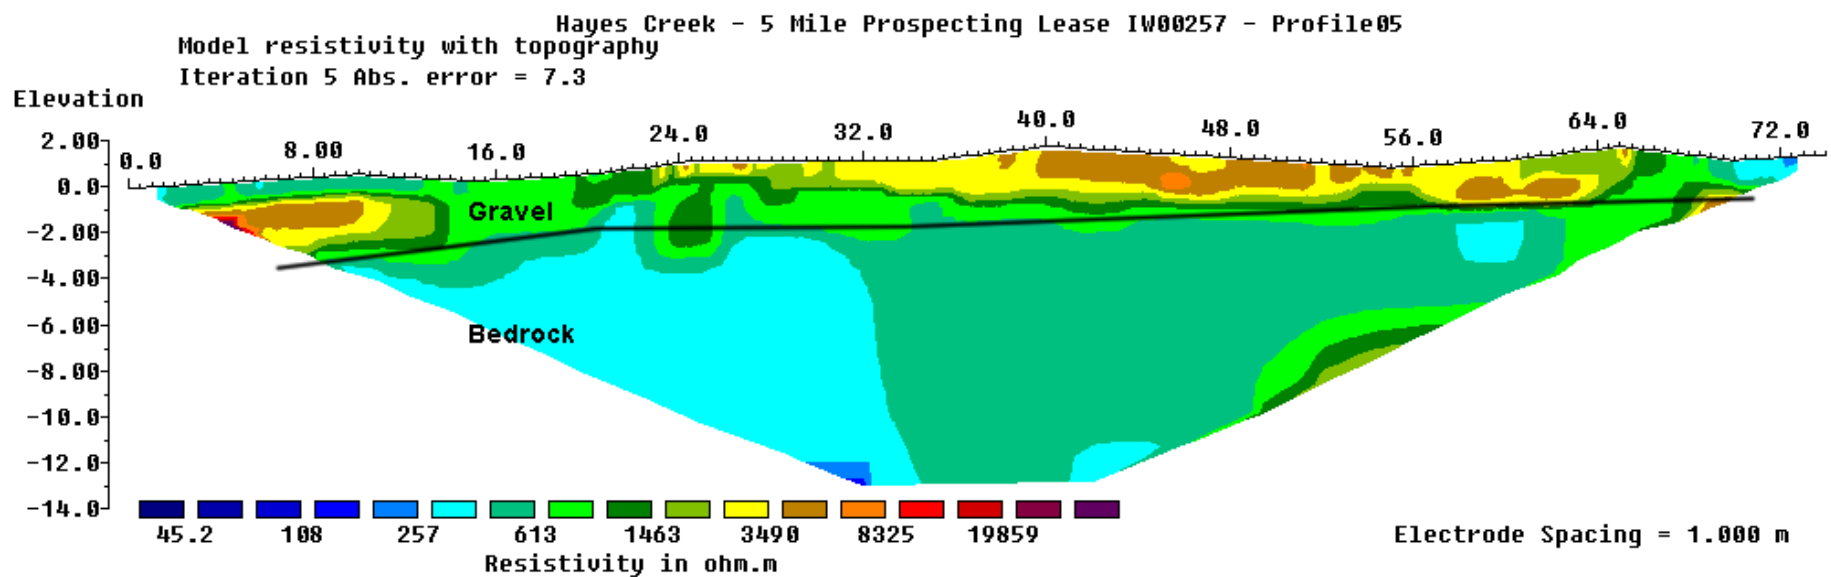 Hayes Creek - 5 Mile Prospecting Lease IW00257 - Profile05
Model resistivity with topography
Iteration 5 Abs. error = 7.3
Elevation
2.00
0.0
-2.00
-4.00
-6.00
-8.00
-10.0
-12.0
-14.0
0.0 8.00 16.0 24.0 32.0 40.0 48.0 56.0 64.0 72.0
Gravel
Bedrock
45.2 108 257 613 1463 3490 8325 19859
Resistivity in ohm.m
Electrode Spacing = 1.000 m